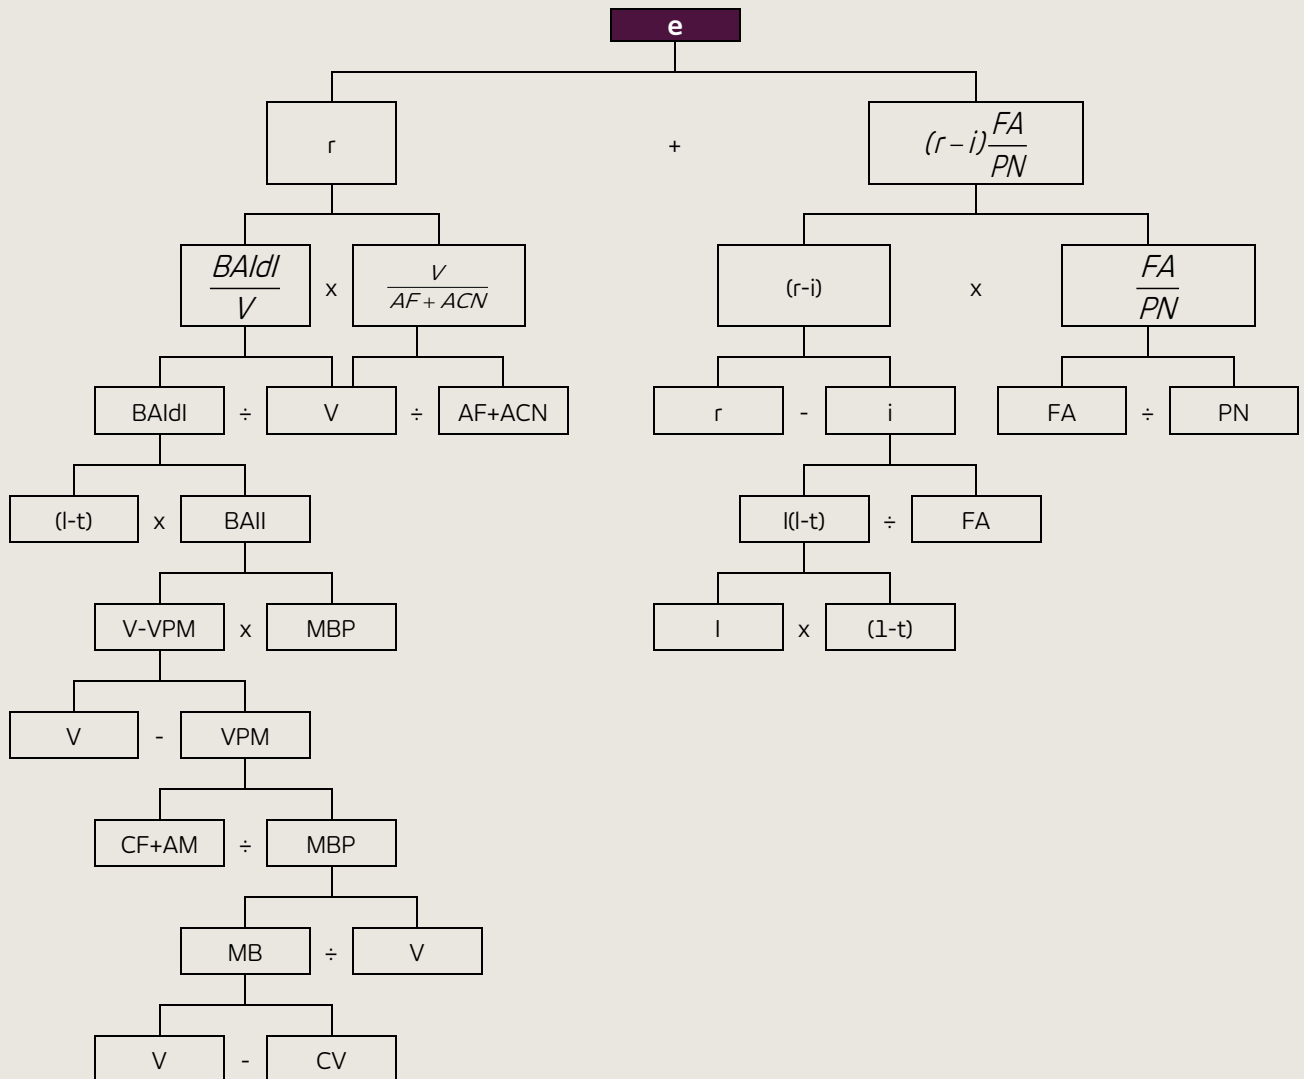 e
r + (r – i) FA/PN
BAIdI/V x V/(AF + ACN) (r-i) x FA/PN
BAIdI ÷ V ÷ AF+ACN r - i FA ÷ PN
(l-t) x BAII I(l-t) ÷ FA
V-VPM x MBP I x (1-t)
V - VPM
CF+AM ÷ MBP
MB ÷ V
V - CV